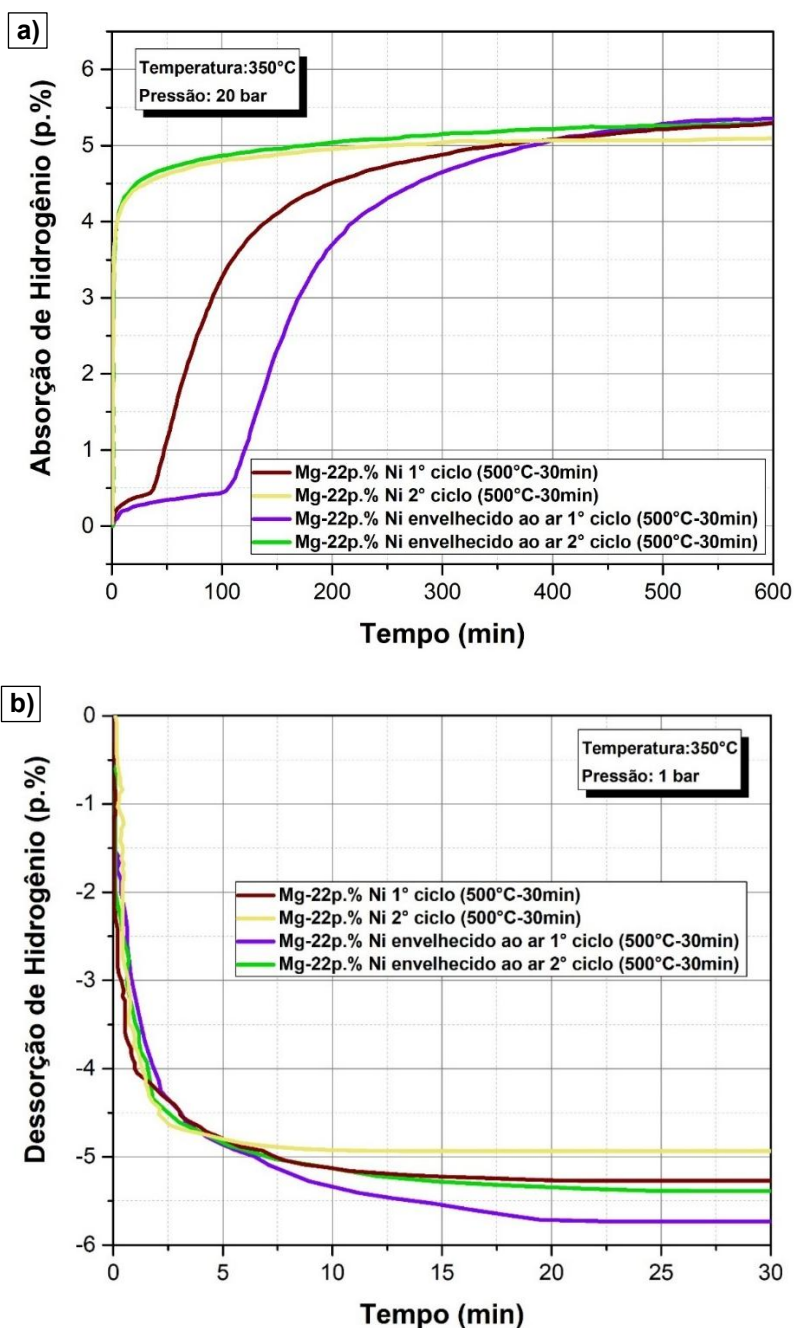 a)
Temperatura:350°C
Pressão: 20 bar
Absorção de Hidrogênio (p.%)
6
5
4
3
2
1
0
Mg-22p.% Ni 1° ciclo (500°C-30min)
Mg-22p.% Ni 2° ciclo (500°C-30min)
Mg-22p.% Ni envelhecido ao ar 1° ciclo (500°C-30min)
Mg-22p.% Ni envelhecido ao ar 2° ciclo (500°C-30min)
0 100 200 300 400 500 600
Tempo (min)
b)
Temperatura:350°C
Pressão: 1 bar
Dessorção de Hidrogênio (p.%)
0
-1
-2
-3
-4
-5
-6
Mg-22p.% Ni 1° ciclo (500°C-30min)
Mg-22p.% Ni 2° ciclo (500°C-30min)
Mg-22p.% Ni envelhecido ao ar 1° ciclo (500°C-30min)
Mg-22p.% Ni envelhecido ao ar 2° ciclo (500°C-30min)
0 5 10 15 20 25 30
Tempo (min)